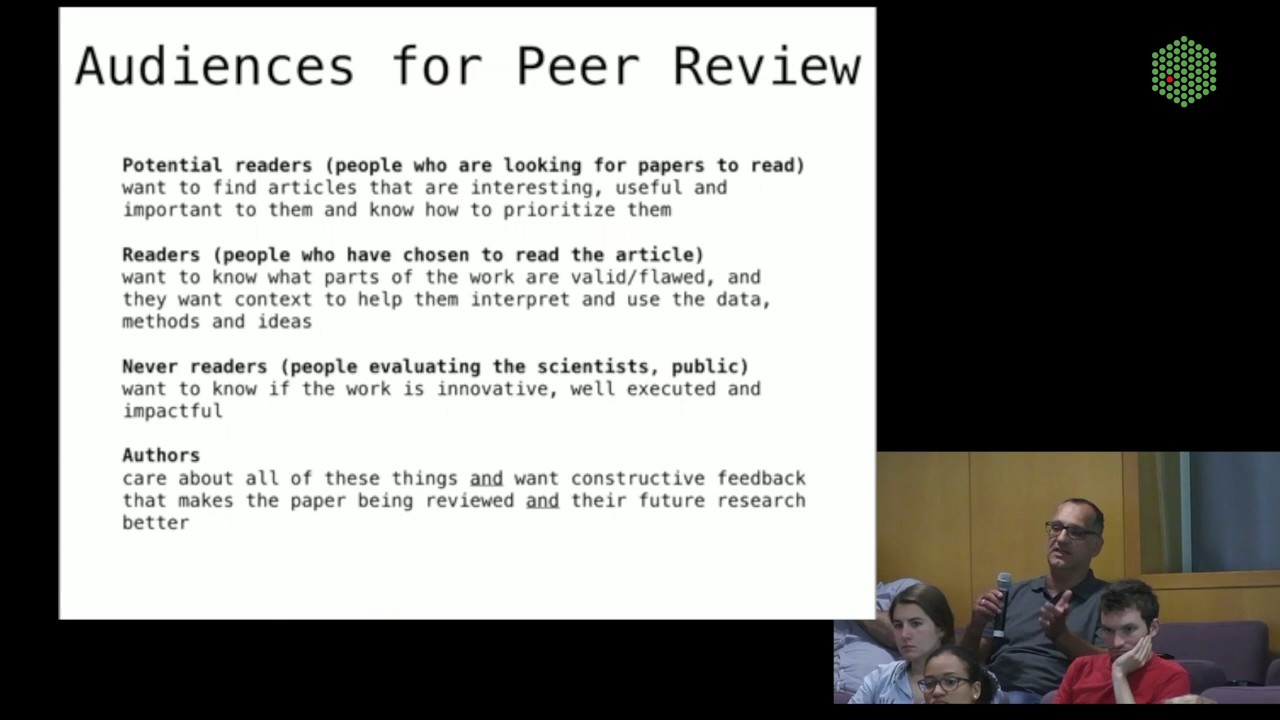 Audiences for Peer Review
Potential readers (people who are looking for papers to read)
want to find articles that are interesting, useful and
important to them and know how to prioritize them
Readers (people who have chosen to read the article)
want to know what parts of the work are valid/flawed, and
they want context to help them interpret and use the data,
methods and ideas
Never readers (people evaluating the scientists, public)
want to know if the work is innovative, well executed and
impactful
Authors
care about all of these things and want constructive feedback
that makes the paper being reviewed and their future research
better